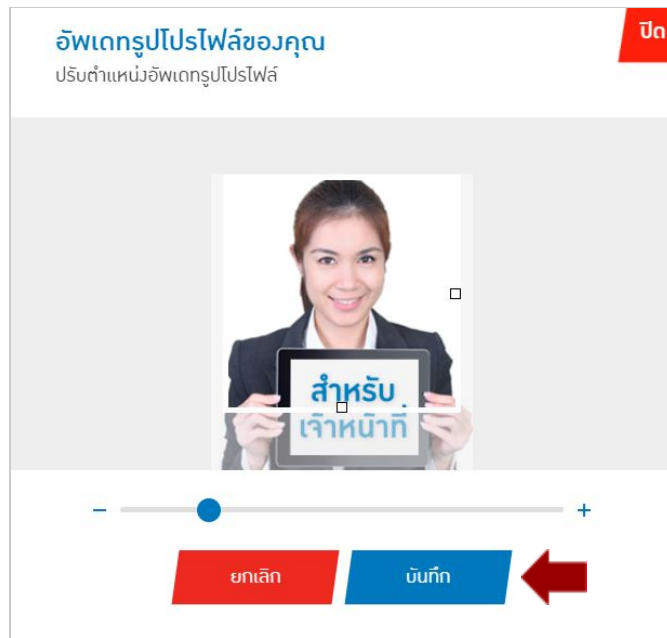 อัพเดทรูปโปรไฟล์ของคุณ
ปิด
ปรับตำแหน่งอัพเดทรูปโปรไฟล์
สำหรับ
เจ้าหน้าที่
ยกเลิก
บันทึก